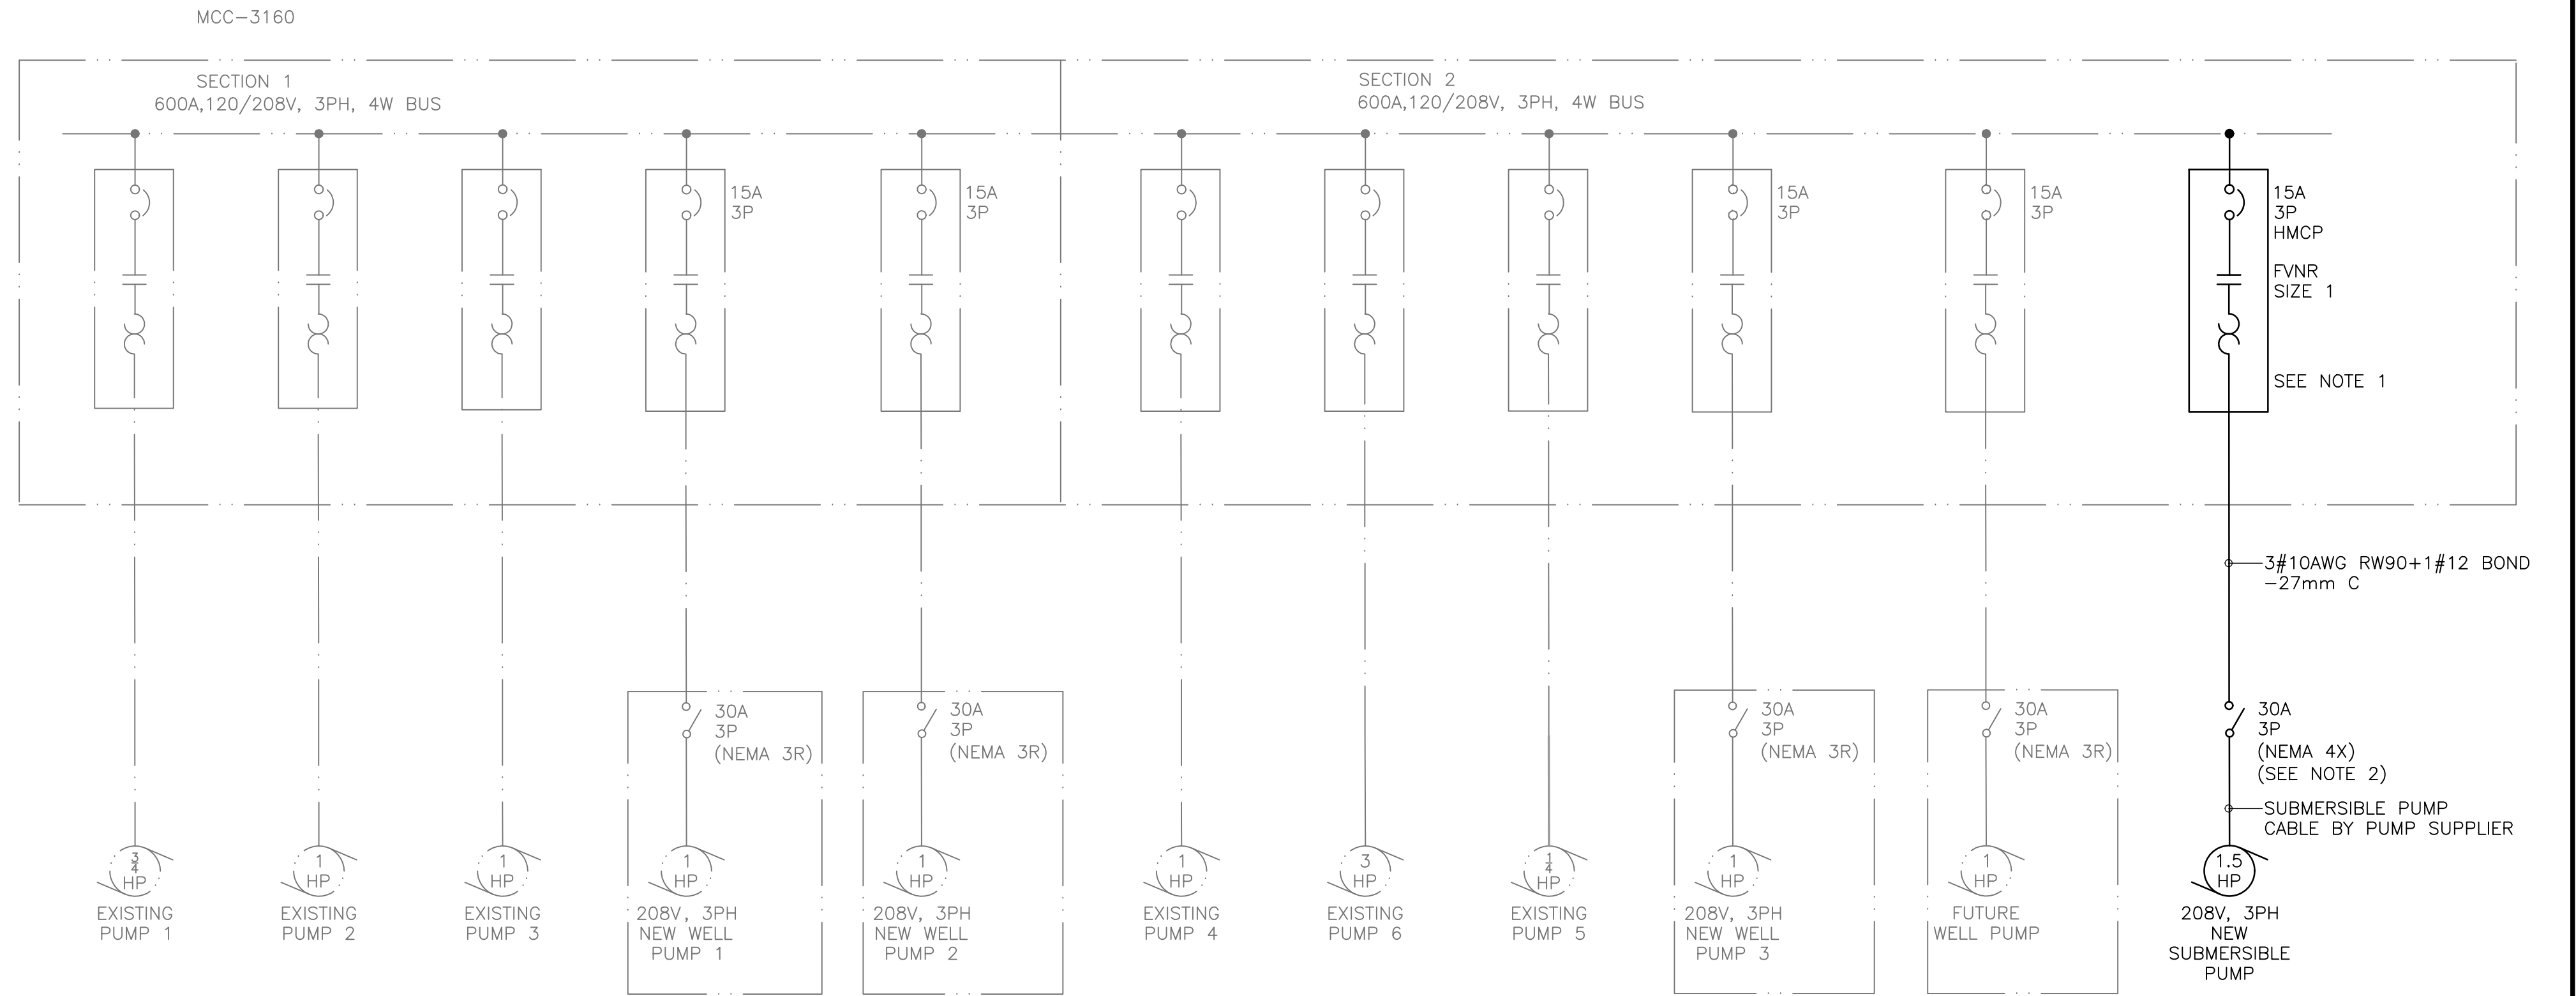 MCC-3160
SECTION 1
600A,120/208V, 3PH, 4W BUS
SECTION 2
600A,120/208V, 3PH, 4W BUS
15A
3P
15A
3P
15A
3P
15A
3P
15A
3P
HMCP
FVNR
SIZE 1
SEE NOTE 1
3#10AWG RW90+1#12 BOND
-27mm C
30A
3P
(NEMA 3R)
30A
3P
(NEMA 3R)
30A
3P
(NEMA 3R)
30A
3P
(NEMA 3R)
30A
3P
(NEMA 4X)
(SEE NOTE 2)
SUBMERSIBLE PUMP
CABLE BY PUMP SUPPLIER
3/4
HP
EXISTING
PUMP 1
1
HP
EXISTING
PUMP 2
1
HP
EXISTING
PUMP 3
1
HP
208V, 3PH
NEW WELL
PUMP 1
1
HP
208V, 3PH
NEW WELL
PUMP 2
1
HP
EXISTING
PUMP 4
3
HP
EXISTING
PUMP 6
1/4
HP
EXISTING
PUMP 5
1
HP
208V, 3PH
NEW WELL
PUMP 3
1
HP
FUTURE
WELL PUMP
1.5
HP
208V, 3PH
NEW
SUBMERSIBLE
PUMP